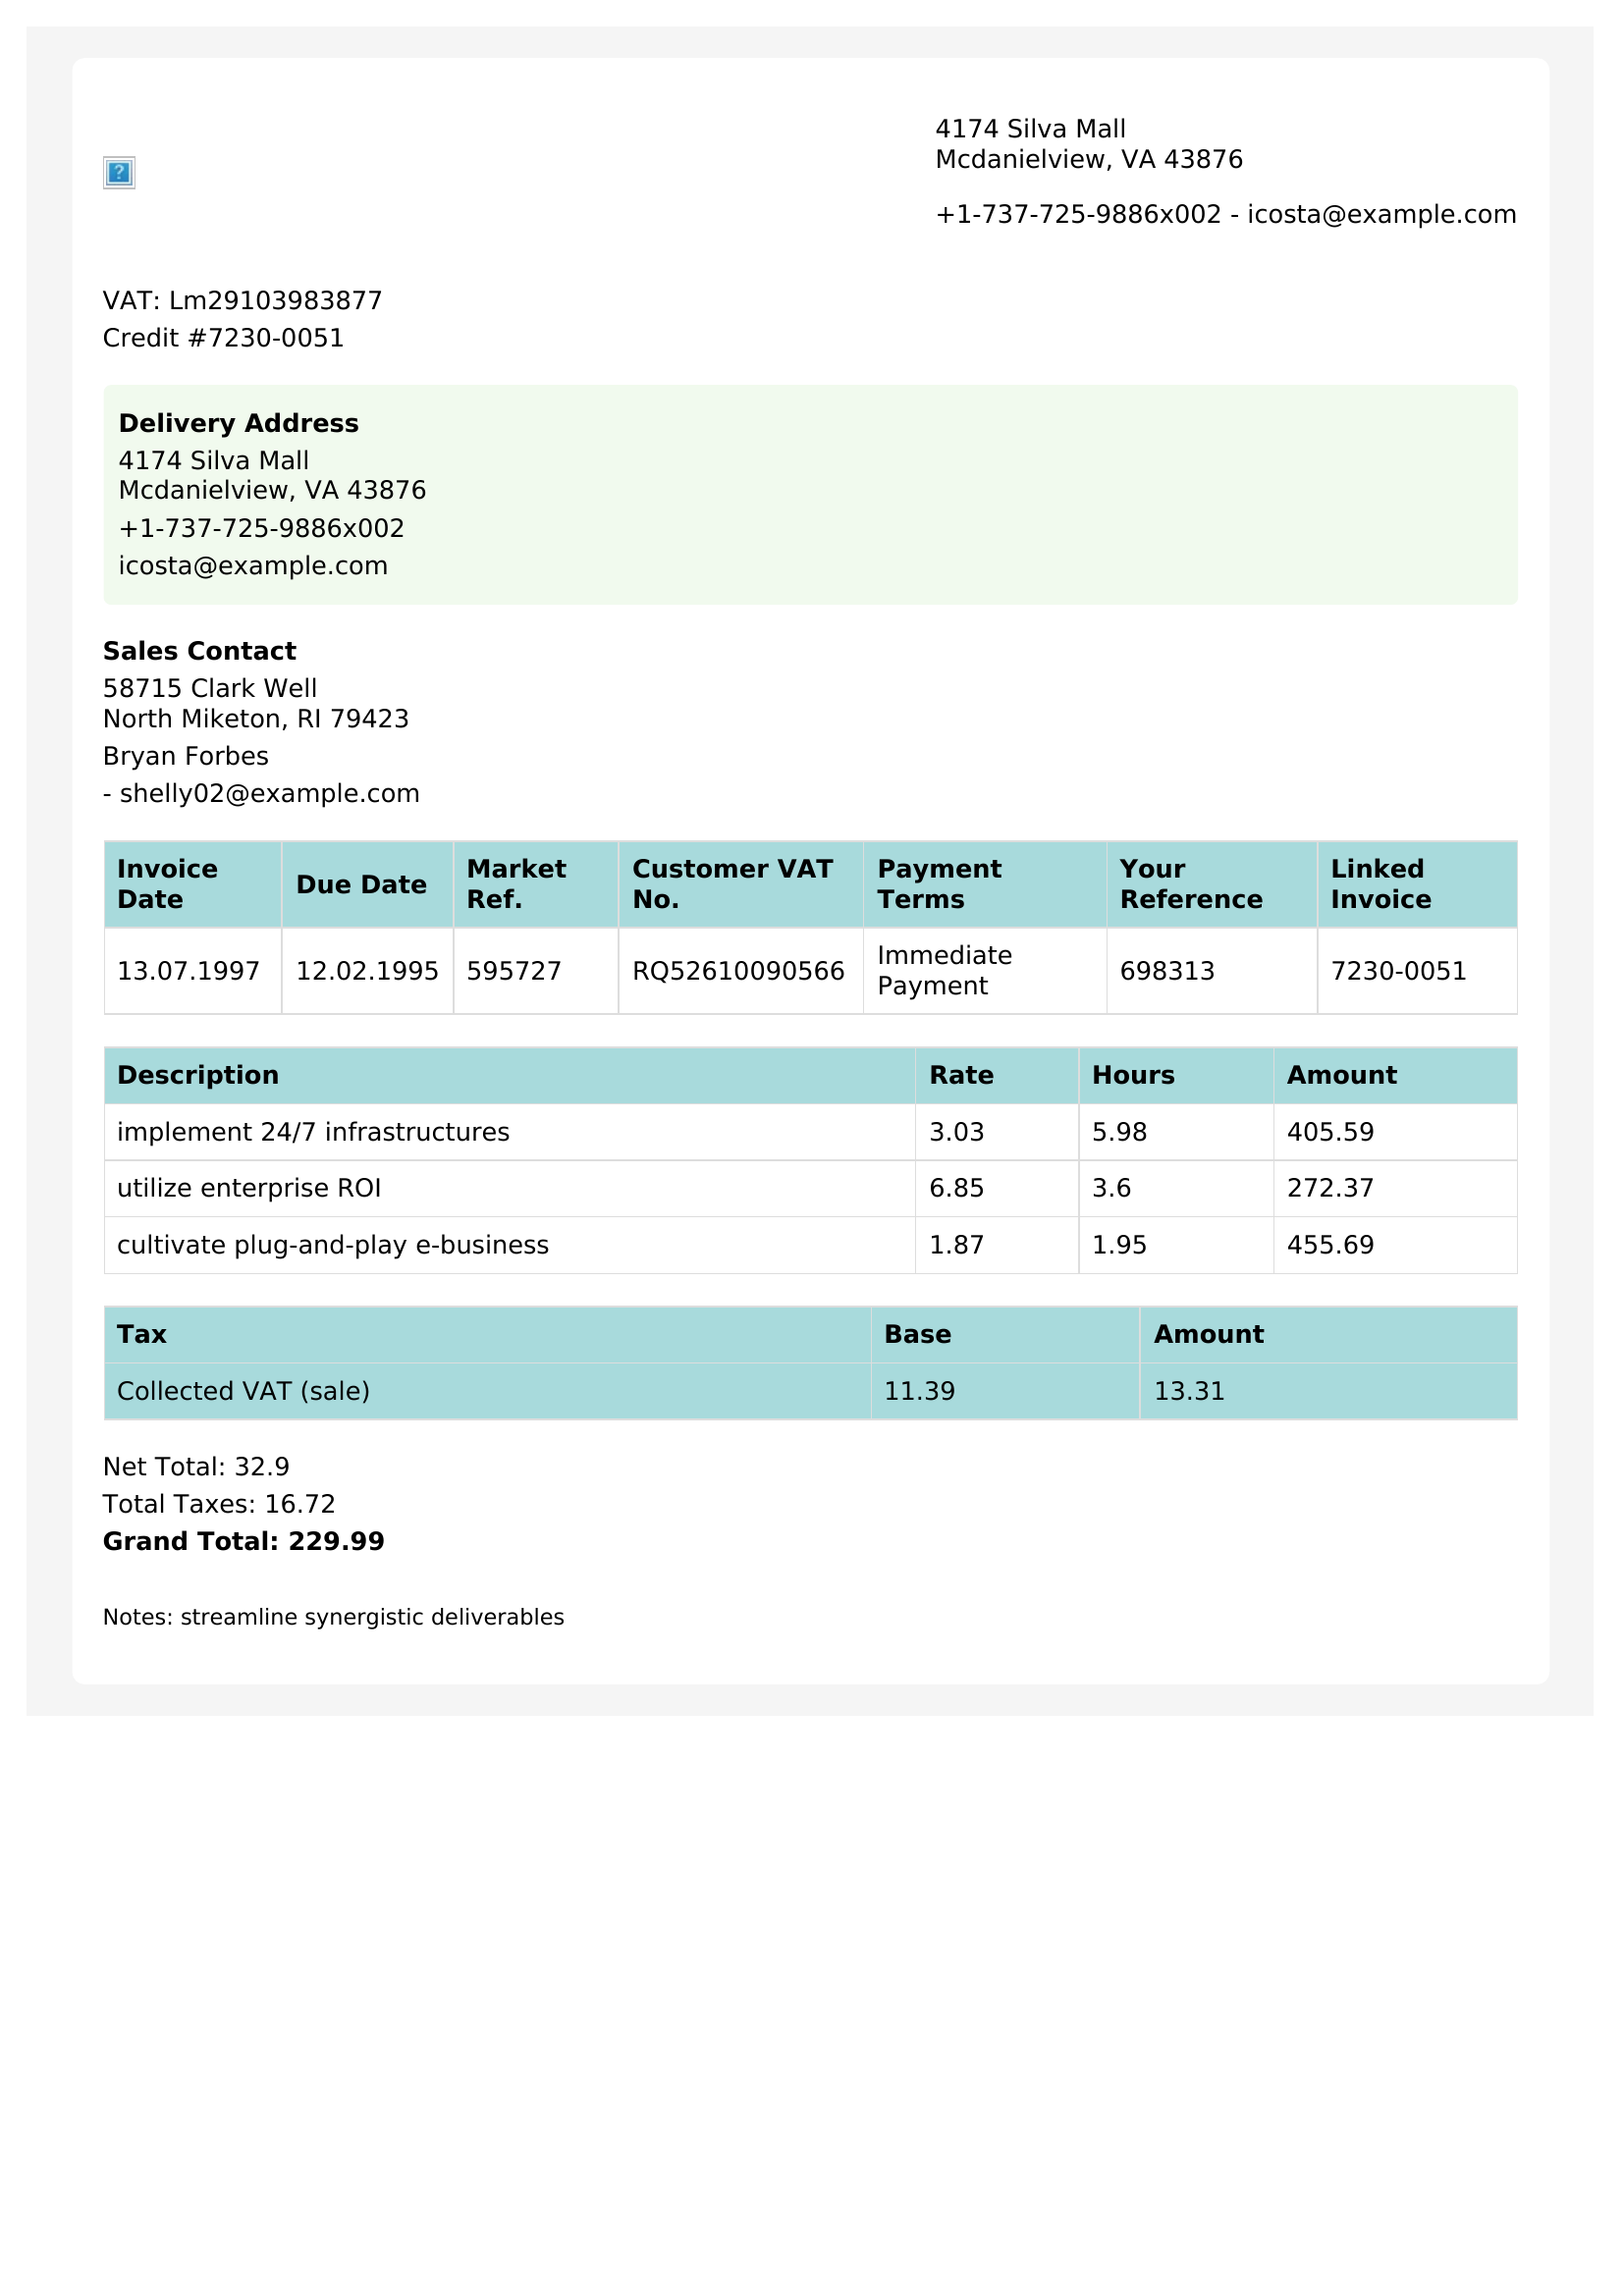 4174 Silva Mall
Mcdanielview, VA 43876
+1-737-725-9886x002 - icosta@example.com
VAT: Lm29103983877
Credit #7230-0051
Delivery Address
4174 Silva Mall
Mcdanielview, VA 43876
+1-737-725-9886x002
icosta@example.com
Sales Contact
58715 Clark Well
North Miketon, RI 79423
Bryan Forbes
- shelly02@example.com
Invoice Date Due Date Market Ref. Customer VAT No. Payment Terms Your Reference Linked Invoice
13.07.1997 12.02.1995 595727 RQ52610090566 Immediate Payment 698313 7230-0051
Description Rate Hours Amount
implement 24/7 infrastructures 3.03 5.98 405.59
utilize enterprise ROI 6.85 3.6 272.37
cultivate plug-and-play e-business 1.87 1.95 455.69
Tax Base Amount
Collected VAT (sale) 11.39 13.31
Net Total: 32.9
Total Taxes: 16.72
Grand Total: 229.99
Notes: streamline synergistic deliverables